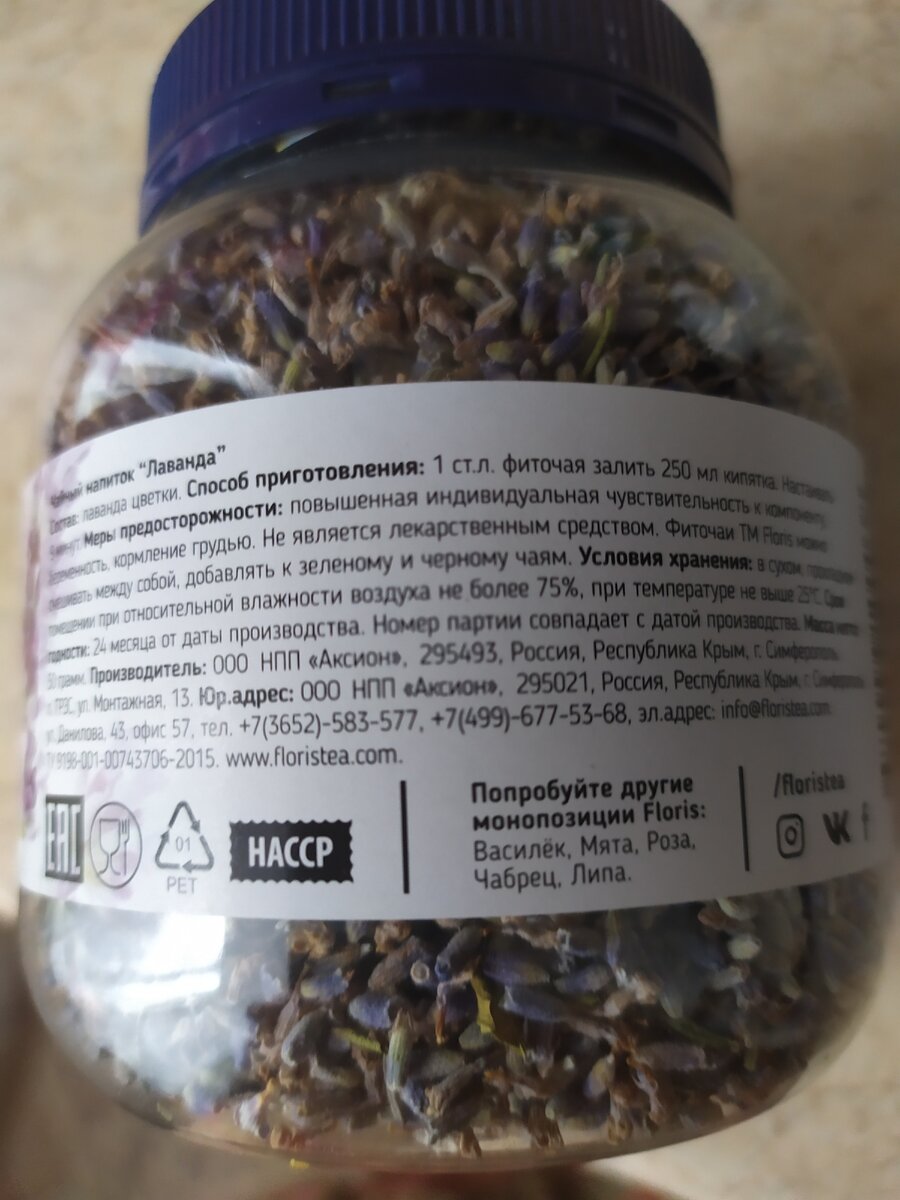 Чайный напиток “Лаванда”
Состав: лаванда цветки. Способ приготовления: 1 ст.л. фиточая залить 250 мл кипятка. Настаивать
минут. Меры предосторожности: повышенная индивидуальная чувствительность к компоненту,
беременность, кормление грудью. Не является лекарственным средством. Фиточаи ТМ Floris можно
смешивать между собой, добавлять к зеленому и черному чаям. Условия хранения: в сухом, прохладном
помещении при относительной влажности воздуха не более 75%, при температуре не выше 25°С. Срок
годности: 24 месяца от даты производства. Номер партии совпадает с датой производства. Масса нетто
грамм. Производитель: ООО НПП «Аксион», 295493, Россия, Республика Крым, г. Симферополь,
ГРЭС, ул. Монтажная, 13. Юр.адрес: ООО НПП «Аксион», 295021, Россия, Республика Крым, г. Симферополь,
ул. Данилова, 43, офис 57, тел. +7(3652)-583-577, +7(499)-677-53-68, эл.адрес: info@floristea.com
ТУ 9198-001-00743706-2015. www.floristea.com.
EAC
01
PET
HACCP
Попробуйте другие
монопозиции Floris:
Василёк, Мята, Роза,
Чабрец, Липа.
/floristea
VK
f